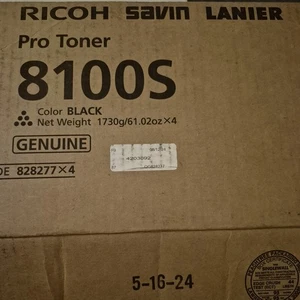 RICOH savin LANIER
Pro Toner
8100S
Color BLACK
Net Weight 1730g/61.02oz×4
GENUINE
DE 828277×4
5-16-24